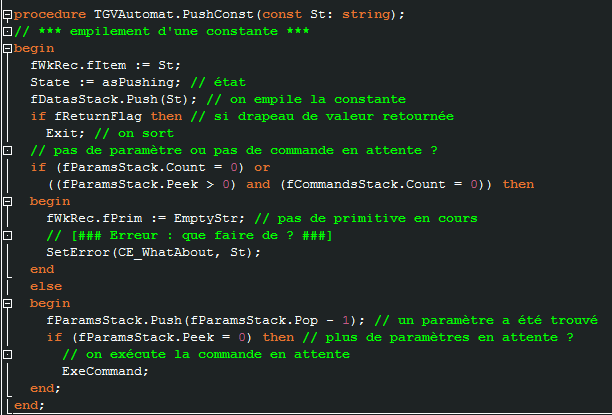 procedure TGVAutomat.PushConst(const St: string);
// *** empilement d'une constante ***
begin
  fWkRec.fItem := St;
  State := asPushing; // état
  fDatasStack.Push(St); // on empile la constante
  if fReturnFlag then // si drapeau de valeur retournée
    Exit; // on sort
  // pas de paramètre ou pas de commande en attente ?
  if (fParamsStack.Count = 0) or
    ((fParamsStack.Peek > 0) and (fCommandsStack.Count = 0)) then
  begin
    fWkRec.fPrim := EmptyStr; // pas de primitive en cours
    // [### Erreur : que faire de ? ###]
    SetError(CE_WhatAbout, St);
  end
  else
  begin
    fParamsStack.Push(fParamsStack.Pop - 1); // un paramètre a été trouvé
    if (fParamsStack.Peek = 0) then // plus de paramètres en attente ?
      // on exécute la commande en attente
      ExeCommand;
  end;
end;